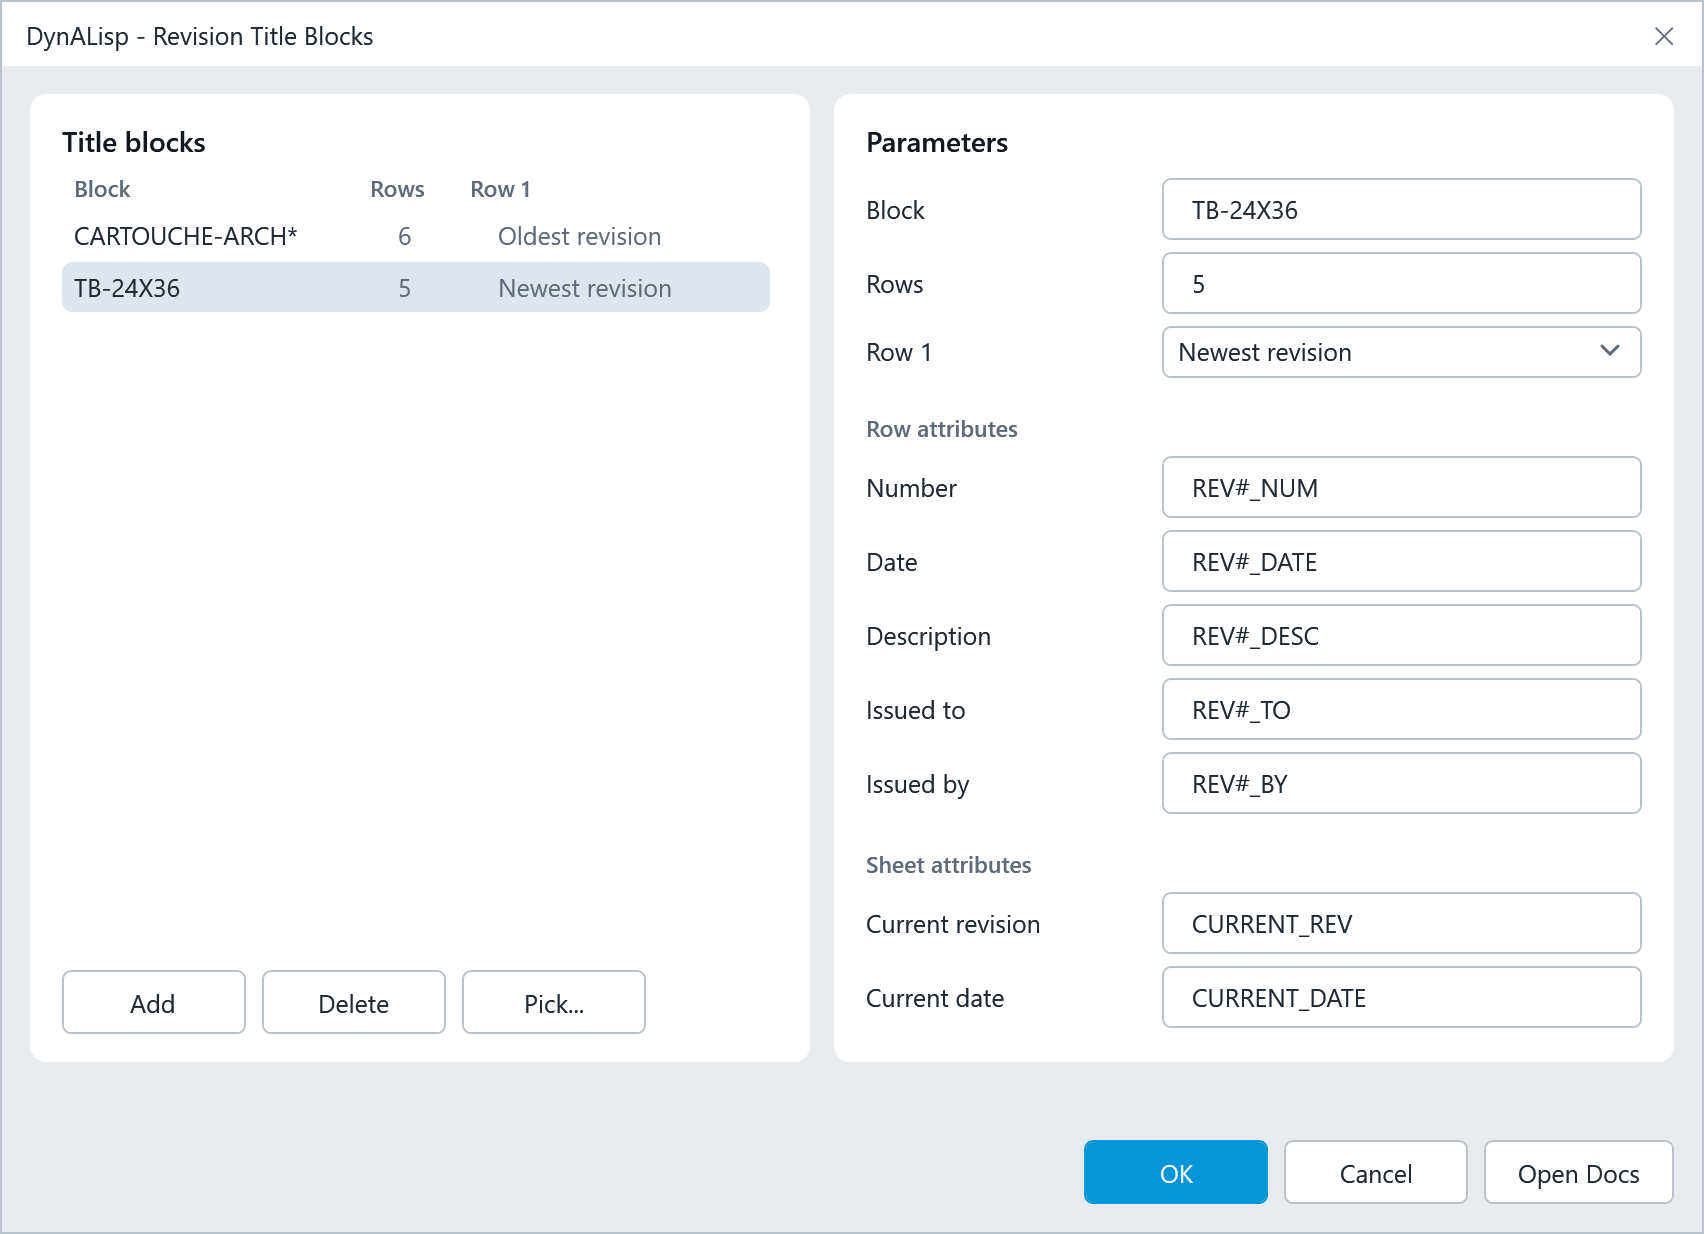 DynALisp - Revision Title Blocks
Title blocks
Block Rows Row 1
CARTOUCHE-ARCH* 6 Oldest revision
TB-24X36 5 Newest revision
Add Delete Pick...
Parameters
Block TB-24X36
Rows 5
Row 1 Newest revision
Row attributes
Number REV#_NUM
Date REV#_DATE
Description REV#_DESC
Issued to REV#_TO
Issued by REV#_BY
Sheet attributes
Current revision CURRENT_REV
Current date CURRENT_DATE
OK Cancel Open Docs